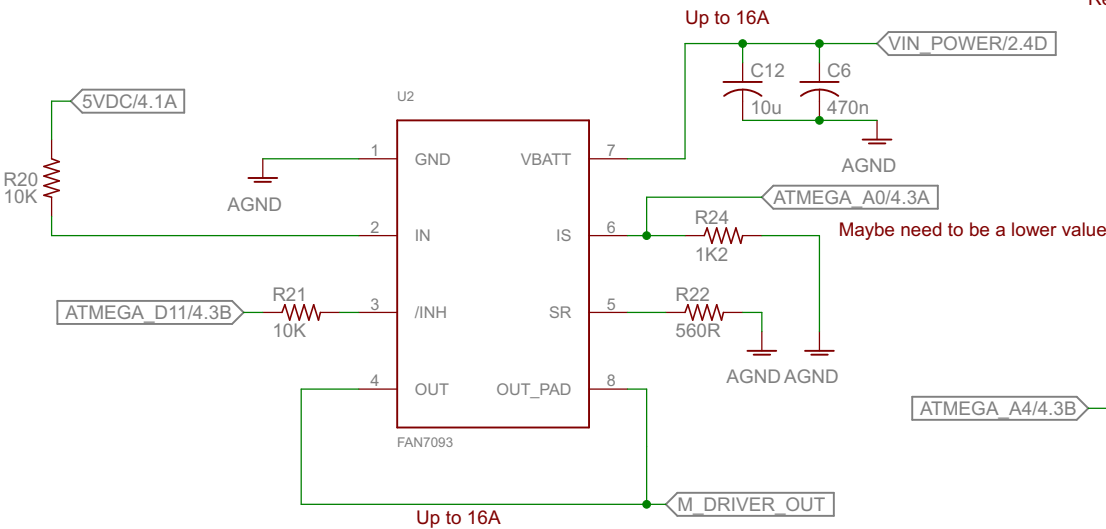 Up to 16A
VIN_POWER/2.4D
C12
C6
10u
470n
AGND
5VDC/4.1A
U2
R20
10K
1
GND
VBATT
7
AGND
ATMEGA_A0/4.3A
2
IN
IS
6
R24
1K2
Maybe need to be a lower value
ATMEGA_D11/4.3B
R21
10K
3
/INH
SR
5
R22
560R
AGND
AGND
4
OUT
OUT_PAD
8
ATMEGA_A4/4.3B
FAN7093
M_DRIVER_OUT
Up to 16A